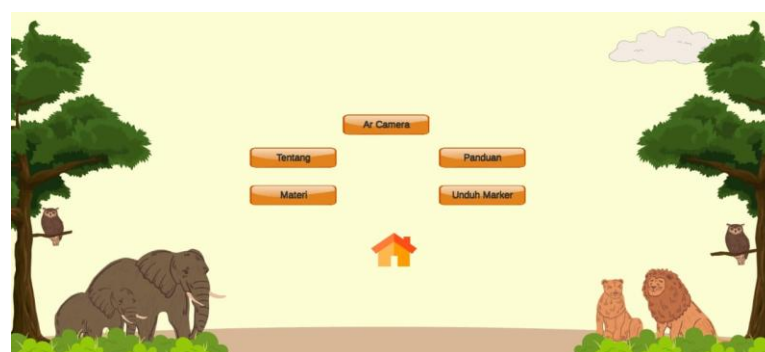 Ar Camera
Tentang
Panduan
Materi
Unduh Marker